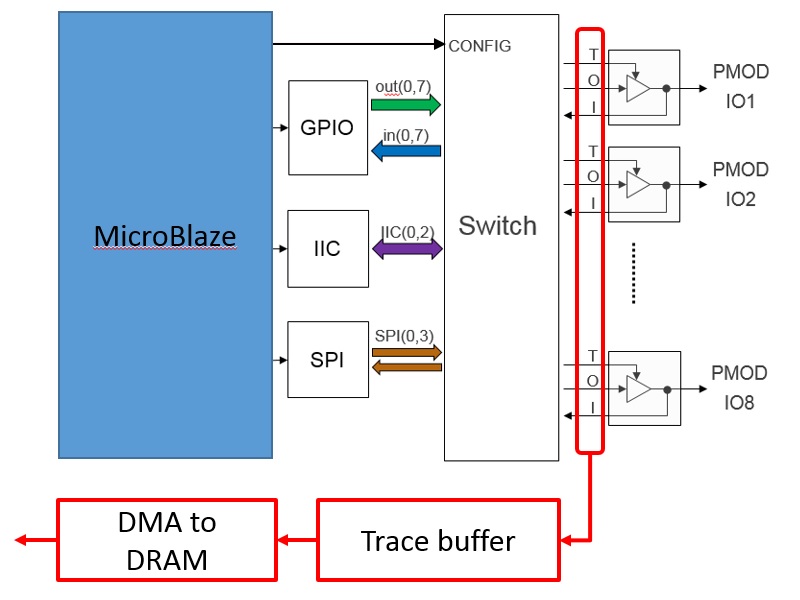 MicroBlaze
CONFIG
GPIO
out(0,7)
in(0,7)
IIC
IIC(0,2)
SPI
SPI(0,3)
Switch
T
O
I
PMOD
IO1
T
O
I
PMOD
IO2
T
O
I
PMOD
IO8
DMA to
DRAM
Trace buffer